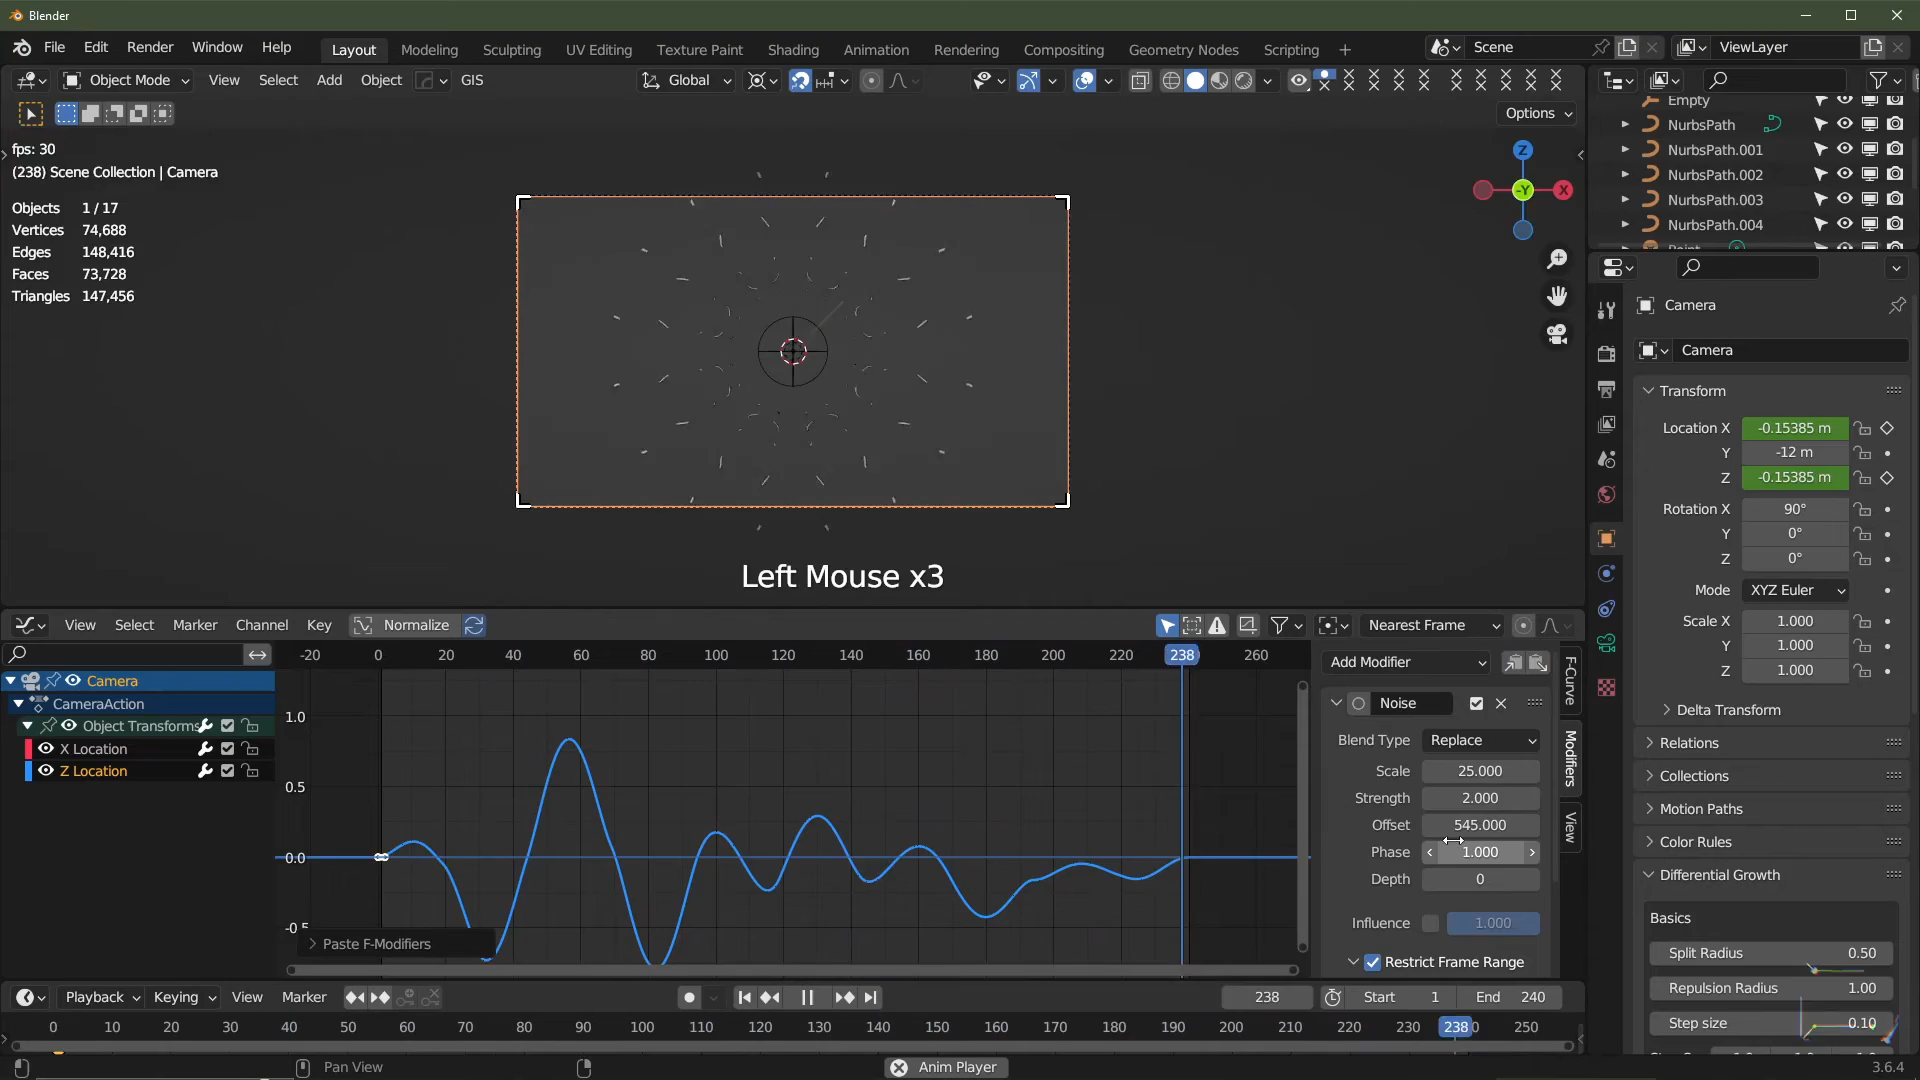 Blender
File Edit Render Window Help Layout Modeling Sculpting UV Editing Texture Paint Shading Animation Rendering Compositing Geometry Nodes Scripting + Scene ViewLayer
Object Mode View Select Add Object GIS Global
Options
fps: 30
(238) Scene Collection | Camera
Objects 1 / 17
Vertices 74,688
Edges 148,416
Faces 73,728
Triangles 147,456
Z
-Y
X
Left Mouse x3
Empty
NurbsPath
NurbsPath.001
NurbsPath.002
NurbsPath.003
NurbsPath.004
Camera
Camera
Transform
Location X -0.15385 m
Y -12 m
Z -0.15385 m
Rotation X 90°
Y 0°
Z 0°
Mode XYZ Euler
Scale X 1.000
Y 1.000
Z 1.000
Delta Transform
Relations
Collections
Motion Paths
Color Rules
Differential Growth
Basics
Split Radius 0.50
Repulsion Radius 1.00
Step size 0.10
View Select Marker Channel Key Normalize Nearest Frame
-20 0 20 40 60 80 100 120 140 160 180 200 220 238 260
Camera
CameraAction
Object Transforms
X Location
Z Location
1.0
0.5
0.0
Paste F-Modifiers
Add Modifier
Noise
Blend Type Replace
Scale 25.000
Strength 2.000
Offset 545.000
Phase 1.000
Depth 0
Influence 1.000
Restrict Frame Range
F-Curve
Modifiers
View
Playback Keying View Marker 238 Start 1 End 240
0 10 20 30 40 50 60 70 80 90 100 110 120 130 140 150 160 170 180 190 200 210 220 230 238 250
Pan View Anim Player 3.6.4